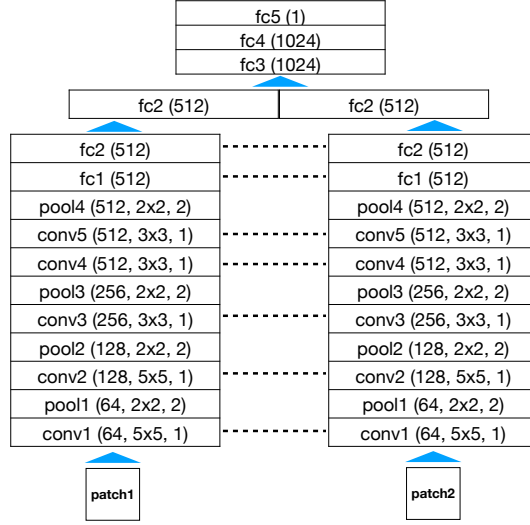 fc5 (1)
fc4 (1024)
fc3 (1024)
fc2 (512) fc2 (512)
fc2 (512) fc2 (512)
fc1 (512) fc1 (512)
pool4 (512, 2x2, 2) pool4 (512, 2x2, 2)
conv5 (512, 3x3, 1) conv5 (512, 3x3, 1)
conv4 (512, 3x3, 1) conv4 (512, 3x3, 1)
pool3 (256, 2x2, 2) pool3 (256, 2x2, 2)
conv3 (256, 3x3, 1) conv3 (256, 3x3, 1)
pool2 (128, 2x2, 2) pool2 (128, 2x2, 2)
conv2 (128, 5x5, 1) conv2 (128, 5x5, 1)
pool1 (64, 2x2, 2) pool1 (64, 2x2, 2)
conv1 (64, 5x5, 1) conv1 (64, 5x5, 1)
patch1 patch2